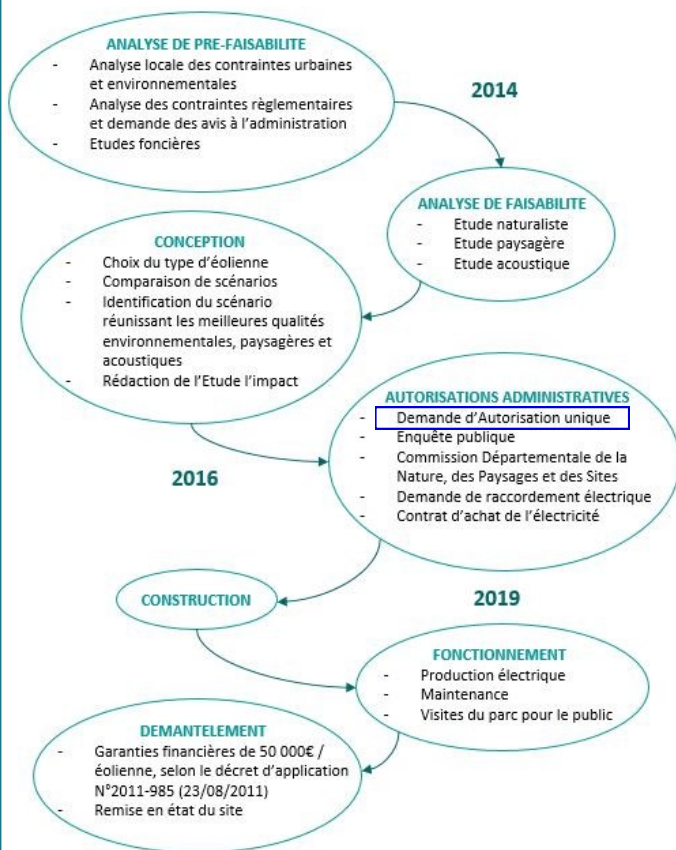 ANALYSE DE PRE-FAISABILITE
- Analyse locale des contraintes urbaines
et environnementales
- Analyse des contraintes règlementaires
et demande des avis à l'administration
- Etudes foncières
2014
ANALYSE DE FAISABILITE
- Etude naturaliste
- Etude paysagère
- Etude acoustique
CONCEPTION
- Choix du type d'éolienne
- Comparaison de scénarios
- Identification du scénario
réunissant les meilleures qualités
environnementales, paysagères et
acoustiques
- Rédaction de l'Etude l'impact
AUTORISATIONS ADMINISTRATIVES
- Demande d'Autorisation unique
- Enquête publique
- Commission Départementale de la
Nature, des Paysages et des Sites
- Demande de raccordement électrique
- Contrat d'achat de l'électricité
2016
CONSTRUCTION
2019
FONCTIONNEMENT
- Production électrique
- Maintenance
- Visites du parc pour le public
DEMANTELEMENT
- Garanties financières de 50 000€ /
éolienne, selon le décret d'application
N°2011-985 (23/08/2011)
- Remise en état du site